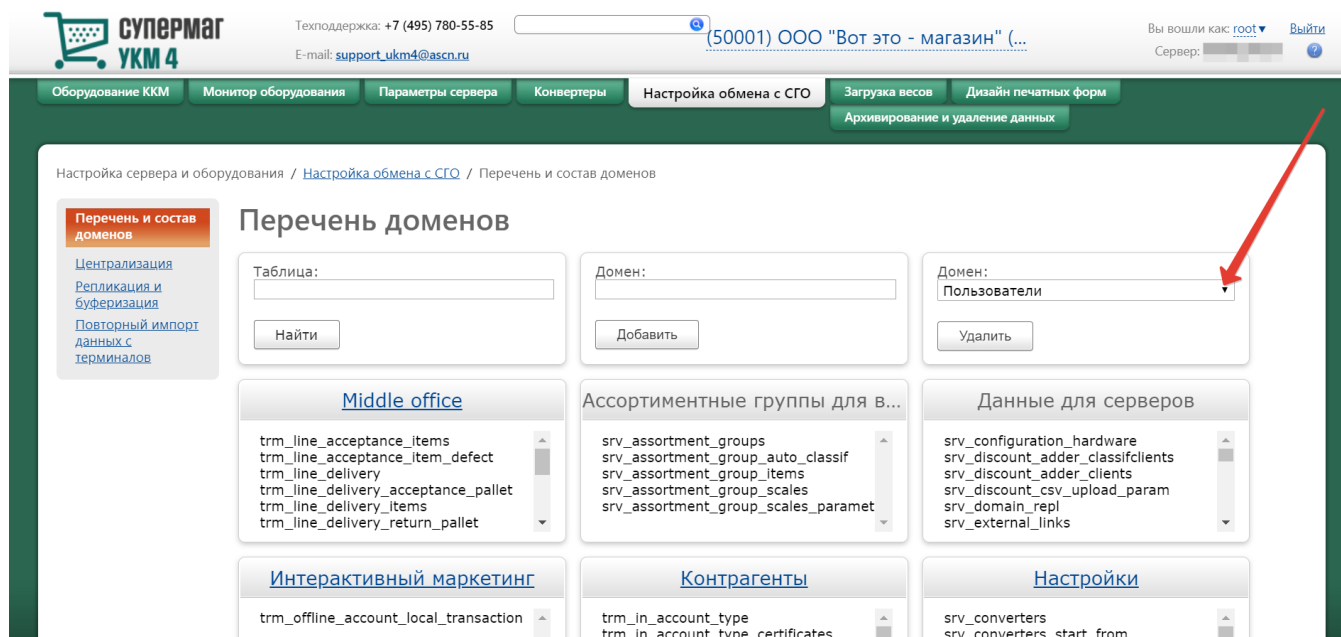 СУПЕРМАГ
УКМ 4
Техподдержка: +7 (495) 780-55-85
E-mail: support_ukm4@ascn.ru
(50001) ООО "Вот это - магазин" (...
Вы вошли как: root▼ Выйти
Сервер:
?
Оборудование ККМ Монитор оборудования Параметры сервера Конвертеры Настройка обмена с СГО Загрузка весов Дизайн печатных форм
Архивирование и удаление данных
Настройка сервера и оборудования / Настройка обмена с СГО / Перечень и состав доменов
Перечень и состав
доменов
Централизация
Репликация и
буферизация
Повторный импорт
данных с
терминалов
Перечень доменов
Таблица:
Найти
Домен:
Добавить
Домен:
Пользователи
Удалить
Middle office
trm_line_acceptance_items
trm_line_acceptance_item_defect
trm_line_delivery
trm_line_delivery_acceptance_pallet
trm_line_delivery_items
trm_line_delivery_return_pallet
Ассортиментные группы для в...
srv_assortment_groups
srv_assortment_group_auto_classif
srv_assortment_group_items
srv_assortment_group_scales
srv_assortment_group_scales_paramet
Данные для серверов
srv_configuration_hardware
srv_discount_adder_classifclients
srv_discount_adder_clients
srv_discount_csv_upload_param
srv_domain_repl
srv_external_links
Интерактивный маркетинг
trm_offline_account_local_transaction
Контрагенты
trm_in_account_type
trm_in_account_type_certificates
Настройки
srv_converters
srv_converters_start_from